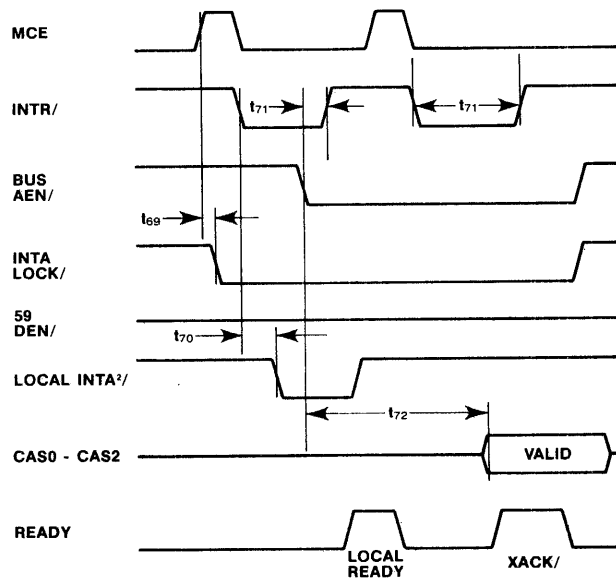 MCE
INTR/
t71
t71
BUS
AEN/
t69
INTA
LOCK/
59
DEN/
t70
LOCAL INTA²/
t72
CAS0 - CAS2
VALID
READY
LOCAL
READY
XACK/